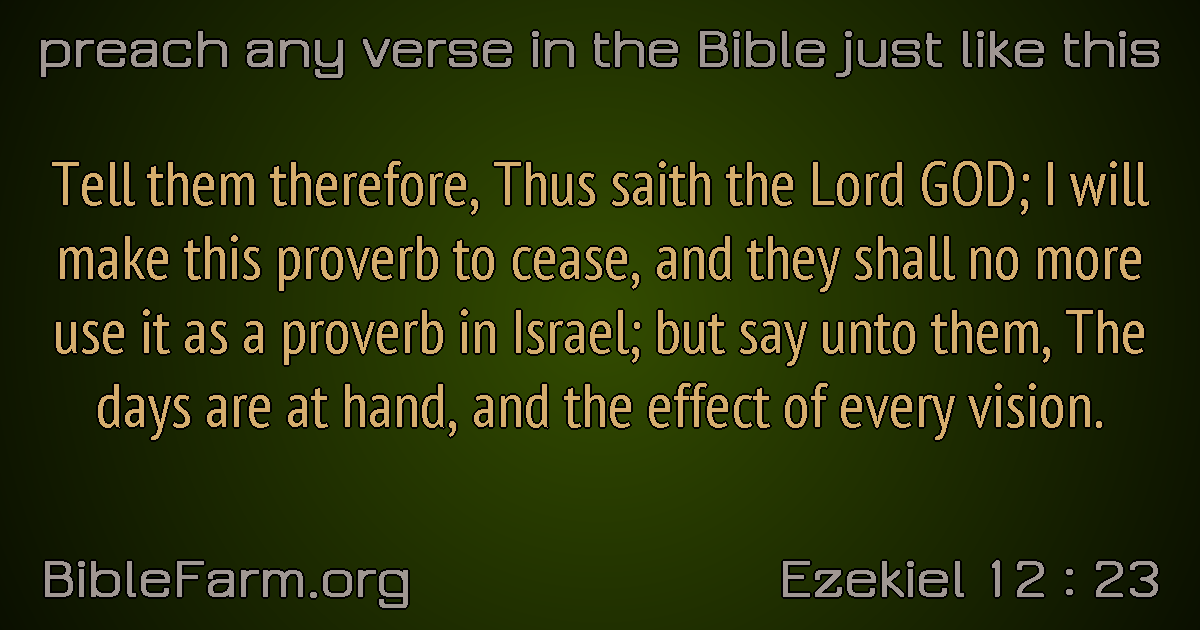 preach any verse in the Bible just like this
Tell them therefore, Thus saith the Lord GOD; I will
make this proverb to cease, and they shall no more
use it as a proverb in Israel; but say unto them, The
days are at hand, and the effect of every vision.
BibleFarm.org
Ezekiel 12 : 23